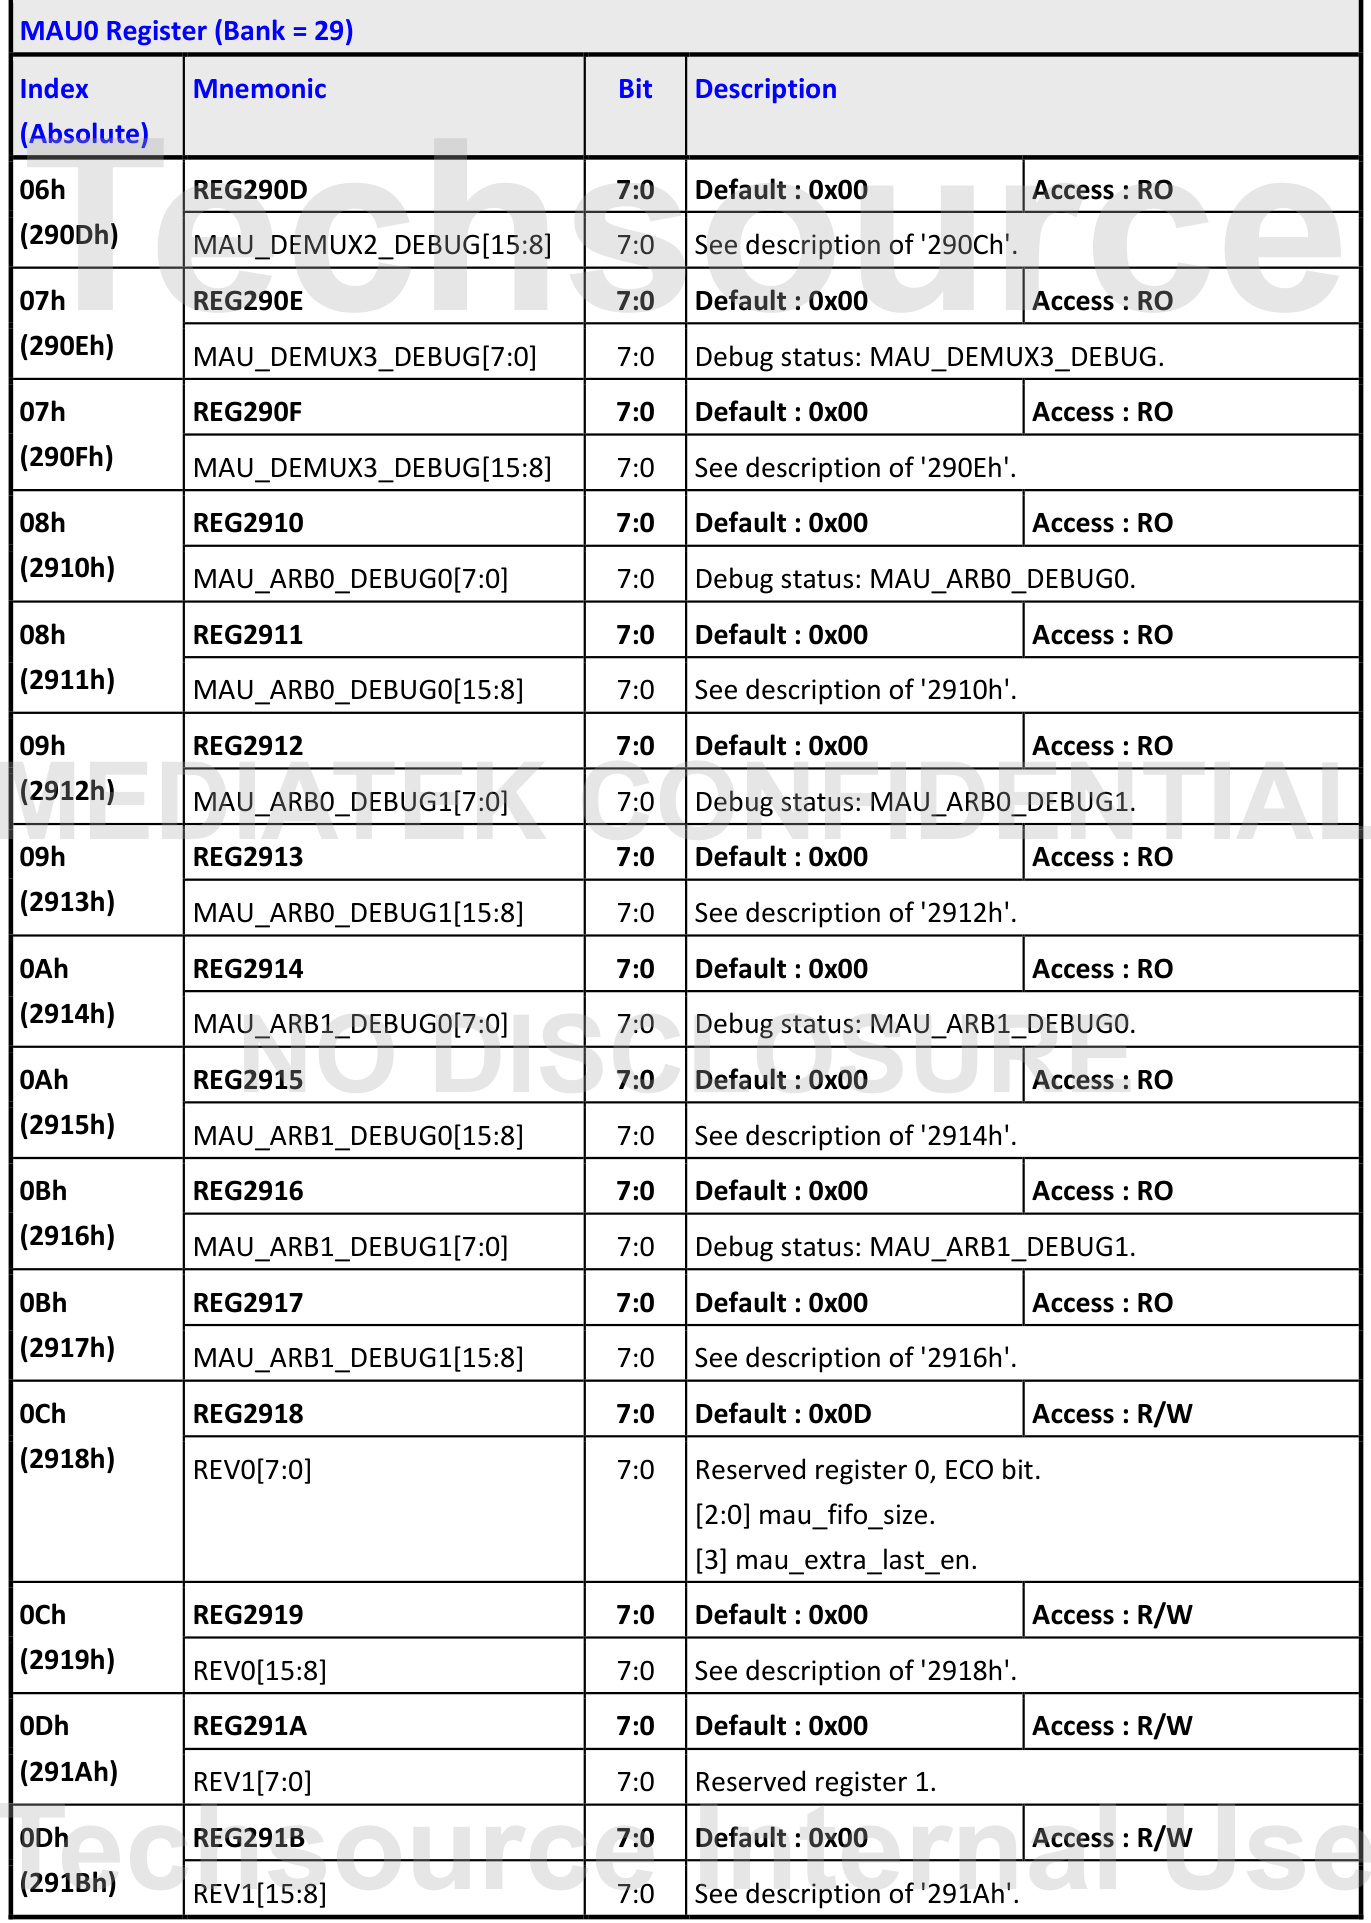 MAU0 Register (Bank = 29)
Index (Absolute) Mnemonic Bit Description
06h (290Dh) REG290D 7:0 Default : 0x00 Access : RO
MAU_DEMUX2_DEBUG[15:8] 7:0 See description of '290Ch'.
07h (290Eh) REG290E 7:0 Default : 0x00 Access : RO
MAU_DEMUX3_DEBUG[7:0] 7:0 Debug status: MAU_DEMUX3_DEBUG.
07h (290Fh) REG290F 7:0 Default : 0x00 Access : RO
MAU_DEMUX3_DEBUG[15:8] 7:0 See description of '290Eh'.
08h (2910h) REG2910 7:0 Default : 0x00 Access : RO
MAU_ARB0_DEBUG0[7:0] 7:0 Debug status: MAU_ARB0_DEBUG0.
08h (2911h) REG2911 7:0 Default : 0x00 Access : RO
MAU_ARB0_DEBUG0[15:8] 7:0 See description of '2910h'.
09h (2912h) REG2912 7:0 Default : 0x00 Access : RO
MAU_ARB0_DEBUG1[7:0] 7:0 Debug status: MAU_ARB0_DEBUG1.
09h (2913h) REG2913 7:0 Default : 0x00 Access : RO
MAU_ARB0_DEBUG1[15:8] 7:0 See description of '2912h'.
0Ah (2914h) REG2914 7:0 Default : 0x00 Access : RO
MAU_ARB1_DEBUG0[7:0] 7:0 Debug status: MAU_ARB1_DEBUG0.
0Ah (2915h) REG2915 7:0 Default : 0x00 Access : RO
MAU_ARB1_DEBUG0[15:8] 7:0 See description of '2914h'.
0Bh (2916h) REG2916 7:0 Default : 0x00 Access : RO
MAU_ARB1_DEBUG1[7:0] 7:0 Debug status: MAU_ARB1_DEBUG1.
0Bh (2917h) REG2917 7:0 Default : 0x00 Access : RO
MAU_ARB1_DEBUG1[15:8] 7:0 See description of '2916h'.
0Ch (2918h) REG2918 7:0 Default : 0x0D Access : R/W
REV0[7:0] 7:0 Reserved register 0, ECO bit.
[2:0] mau_fifo_size.
[3] mau_extra_last_en.
0Ch (2919h) REG2919 7:0 Default : 0x00 Access : R/W
REV0[15:8] 7:0 See description of '2918h'.
0Dh (291Ah) REG291A 7:0 Default : 0x00 Access : R/W
REV1[7:0] 7:0 Reserved register 1.
0Dh (291Bh) REG291B 7:0 Default : 0x00 Access : R/W
REV1[15:8] 7:0 See description of '291Ah'.
Techsource
MEDIATEK CONFIDENTIAL
NO DISCLOSURE
Techsource Internal Use